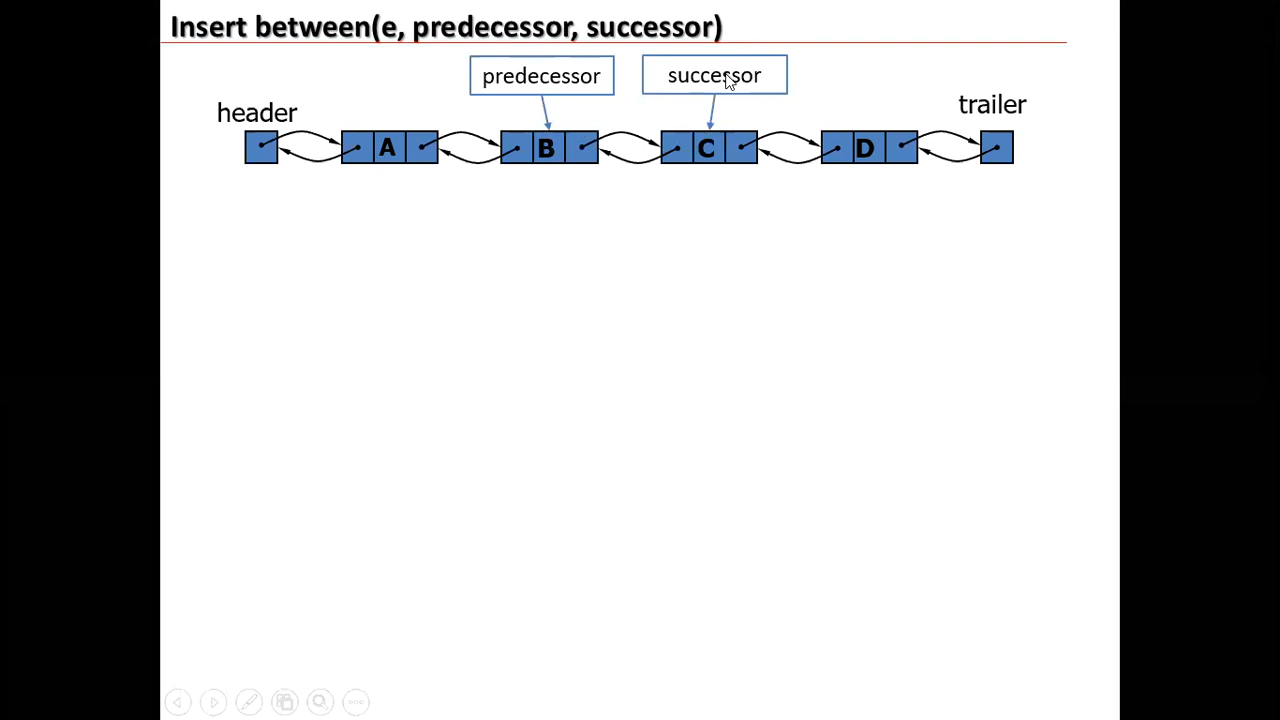 Insert between(e, predecessor, successor)
predecessor
successor
header
trailer
A
B
C
D